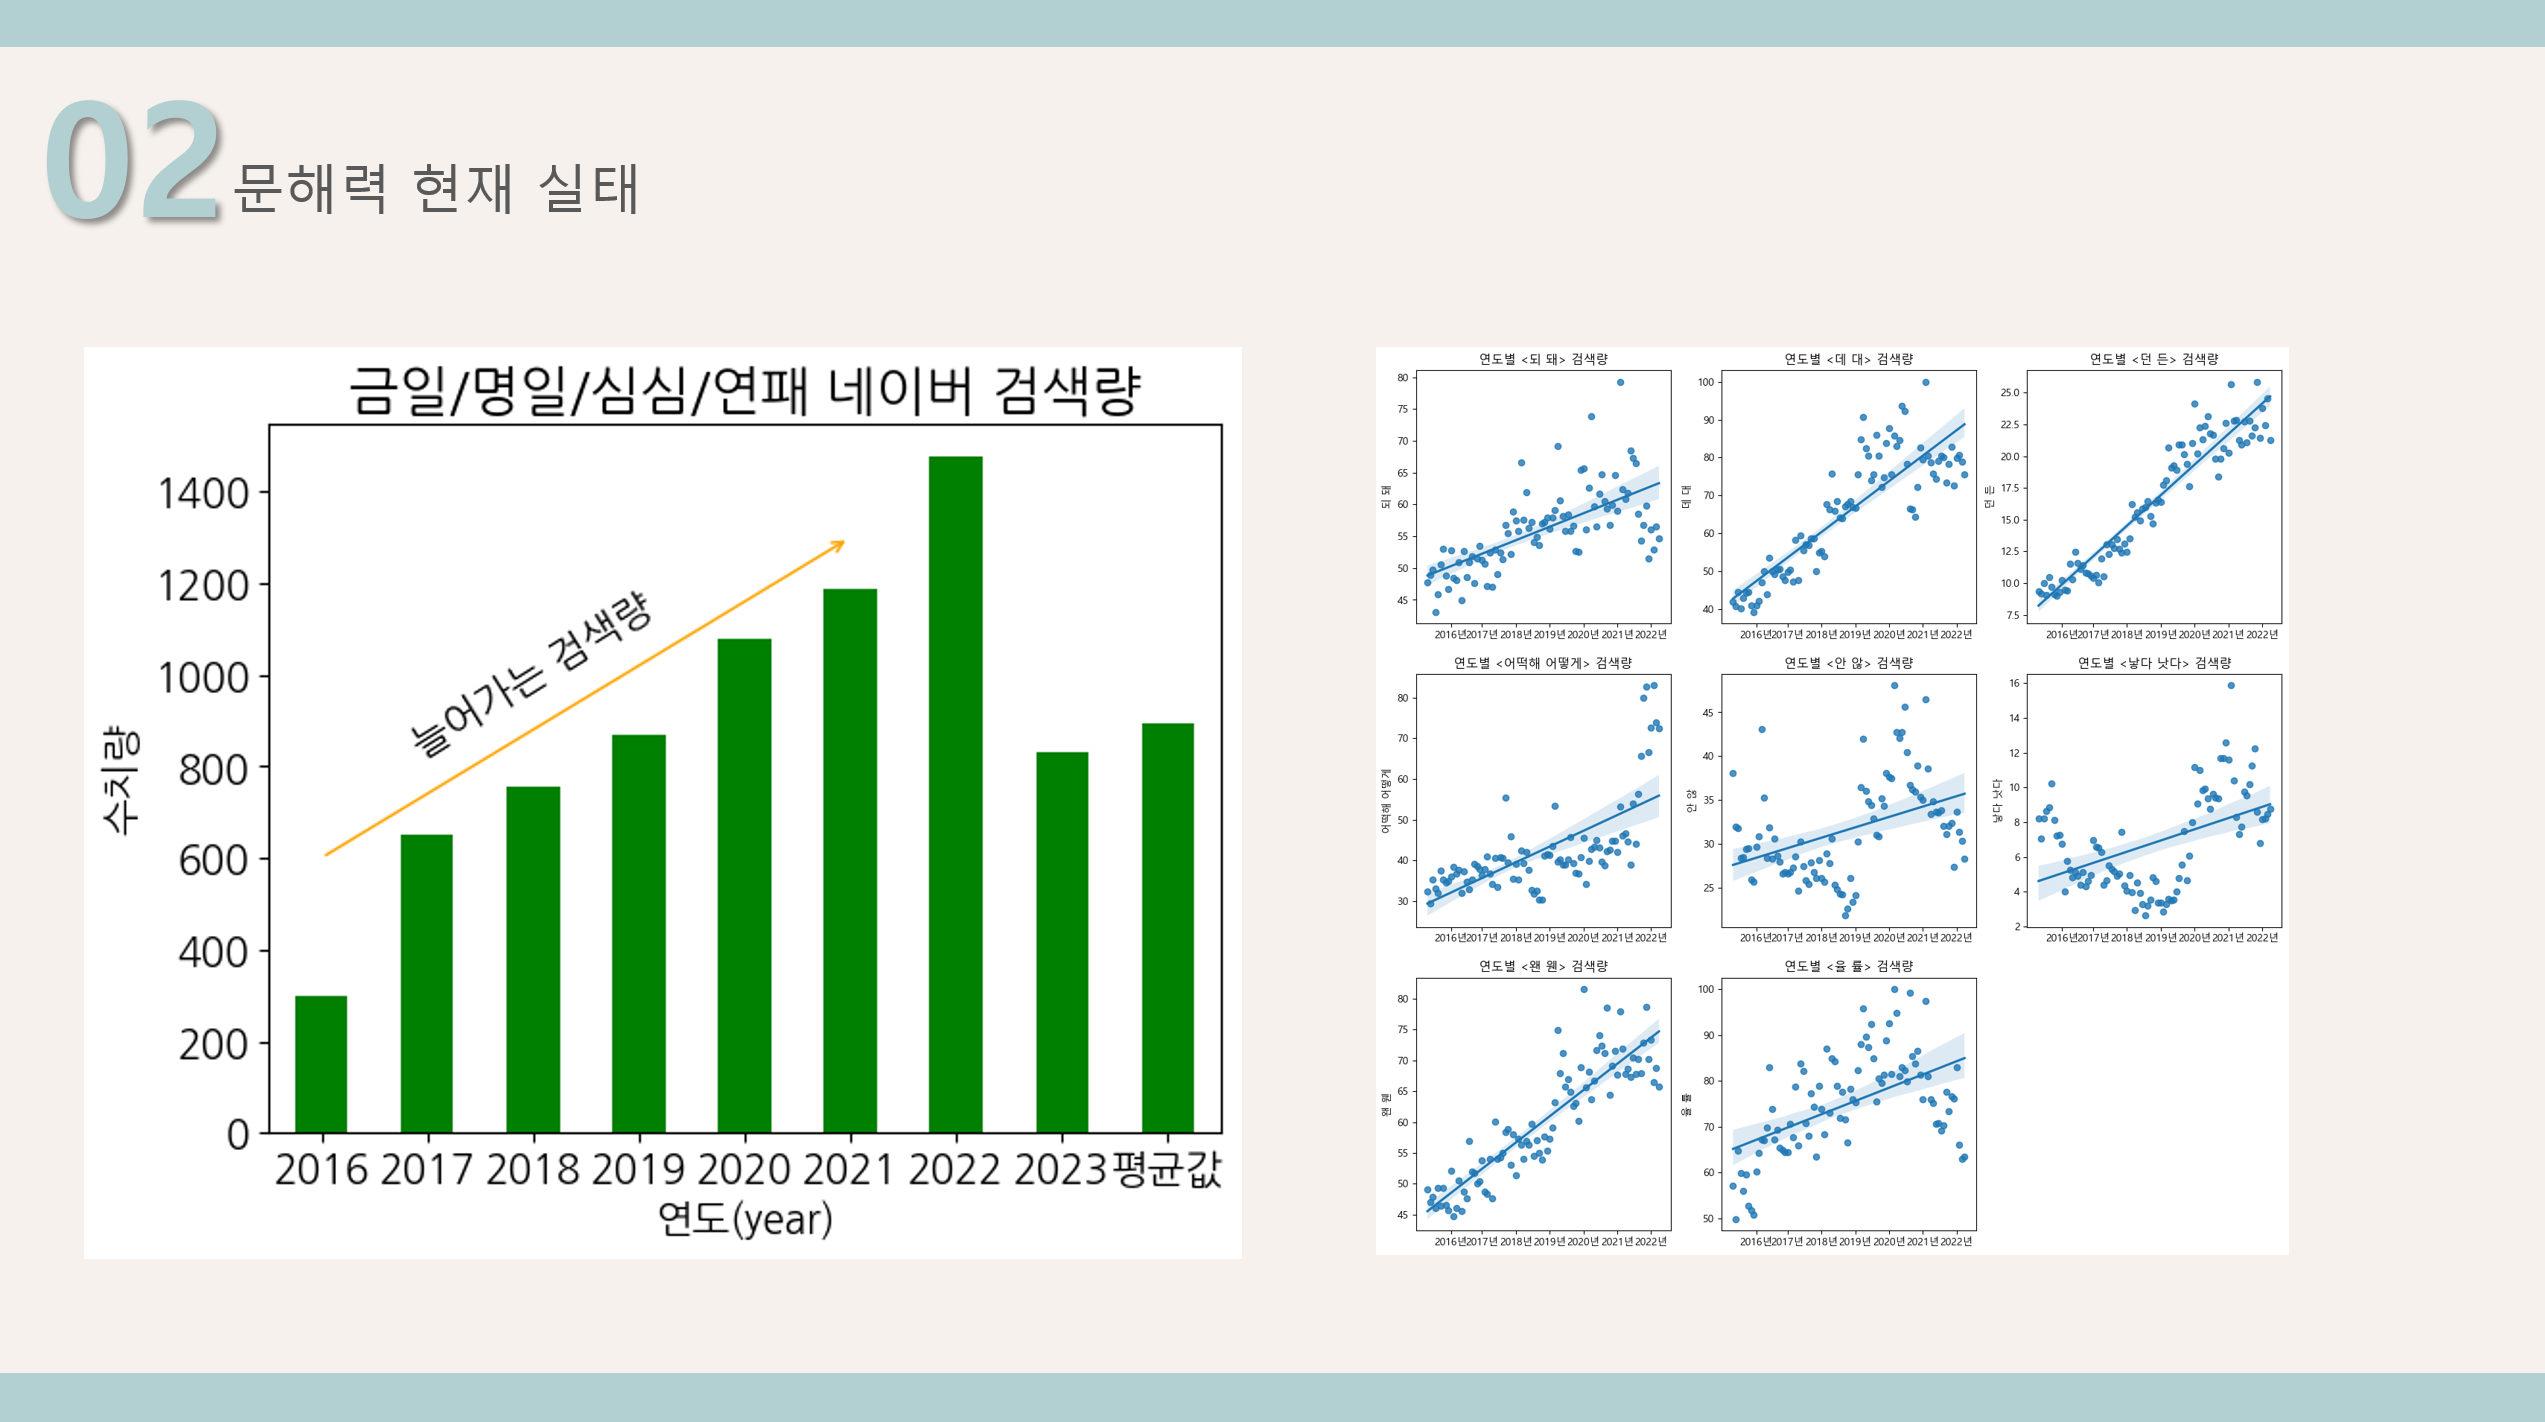 02 문해력 현재 실태
금일/명일/심심/연패 네이버 검색량
1400
1200
1000
800
600
400
200
0
수치량
늘어가는 검색량
2016 2017 2018 2019 2020 2021 2022 2023 평균값
연도(year)
연도별 <되 돼> 검색량
80
75
70
65
60
55
50
45
되 돼
2016년 2017년 2018년 2019년 2020년 2021년 2022년
연도별 <데 대> 검색량
100
90
80
70
60
50
40
데 대
2016년 2017년 2018년 2019년 2020년 2021년 2022년
연도별 <던 든> 검색량
25.0
22.5
20.0
17.5
15.0
12.5
10.0
7.5
던 든
2016년 2017년 2018년 2019년 2020년 2021년 2022년
연도별 <어떡해 어떻게> 검색량
80
70
60
50
40
30
어떡해 어떻게
2016년 2017년 2018년 2019년 2020년 2021년 2022년
연도별 <안 않> 검색량
45
40
35
30
25
안 않
2016년 2017년 2018년 2019년 2020년 2021년 2022년
연도별 <낳다 낫다> 검색량
16
14
12
10
8
6
4
2
낳다 낫다
2016년 2017년 2018년 2019년 2020년 2021년 2022년
연도별 <왠 웬> 검색량
80
75
70
65
60
55
50
45
왠 웬
2016년 2017년 2018년 2019년 2020년 2021년 2022년
연도별 <율 률> 검색량
100
90
80
70
60
50
율 률
2016년 2017년 2018년 2019년 2020년 2021년 2022년